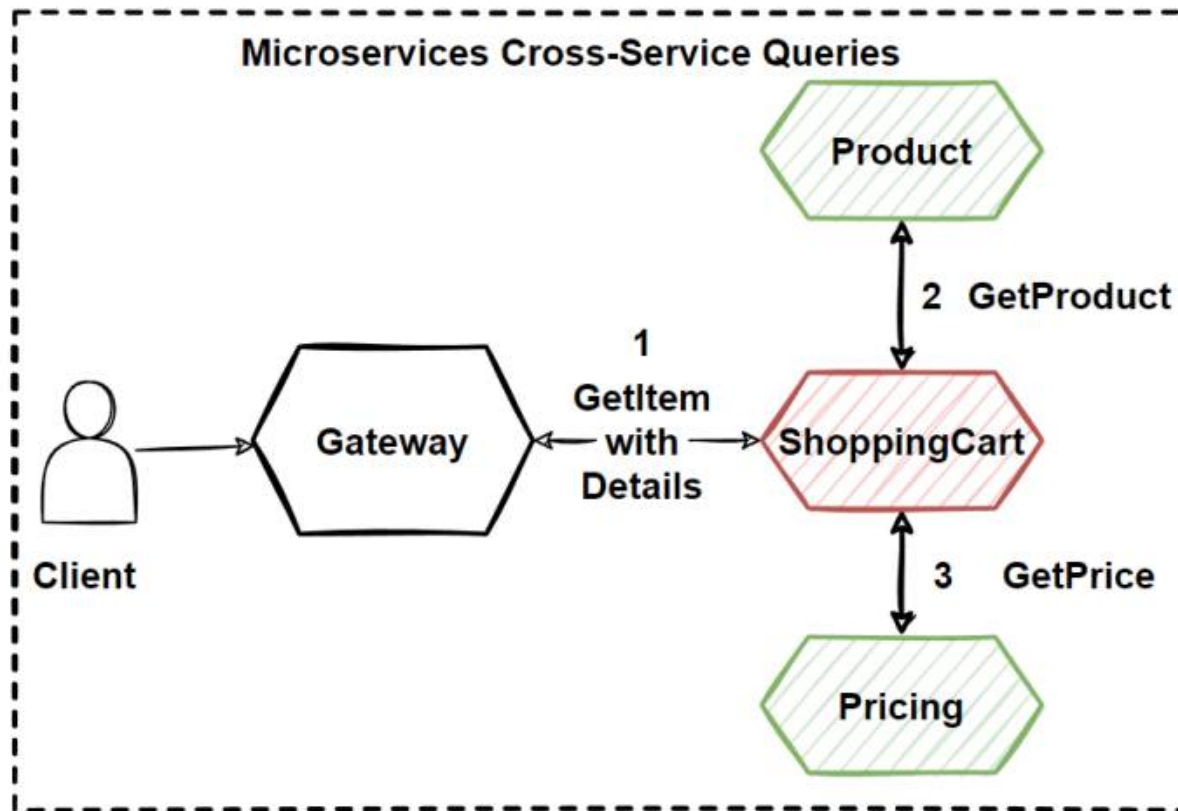 Microservices Cross-Service Queries
Product
2 GetProduct
1
GetItem
with
Details
Gateway
ShoppingCart
Client
3 GetPrice
Pricing